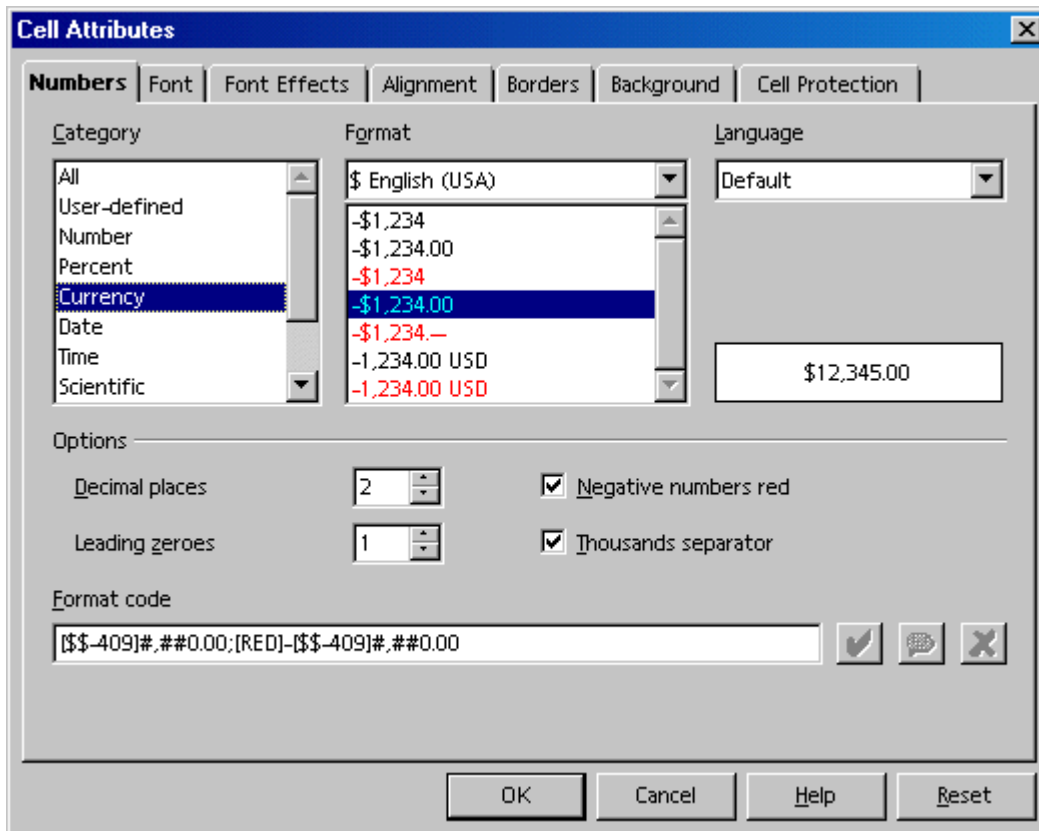 Cell Attributes
Numbers Font Font Effects Alignment Borders Background Cell Protection
Category
All
User-defined
Number
Percent
Currency
Date
Time
Scientific
Format
$ English (USA)
-$1,234
-$1,234.00
-$1,234
-$1,234.00
-$1,234.—
-1,234.00 USD
-1,234.00 USD
Language
Default
$12,345.00
Options
Decimal places 2
Negative numbers red
Leading zeroes 1
Thousands separator
Format code
[$$-409]#,##0.00;[RED]-[$$-409]#,##0.00
OK Cancel Help Reset